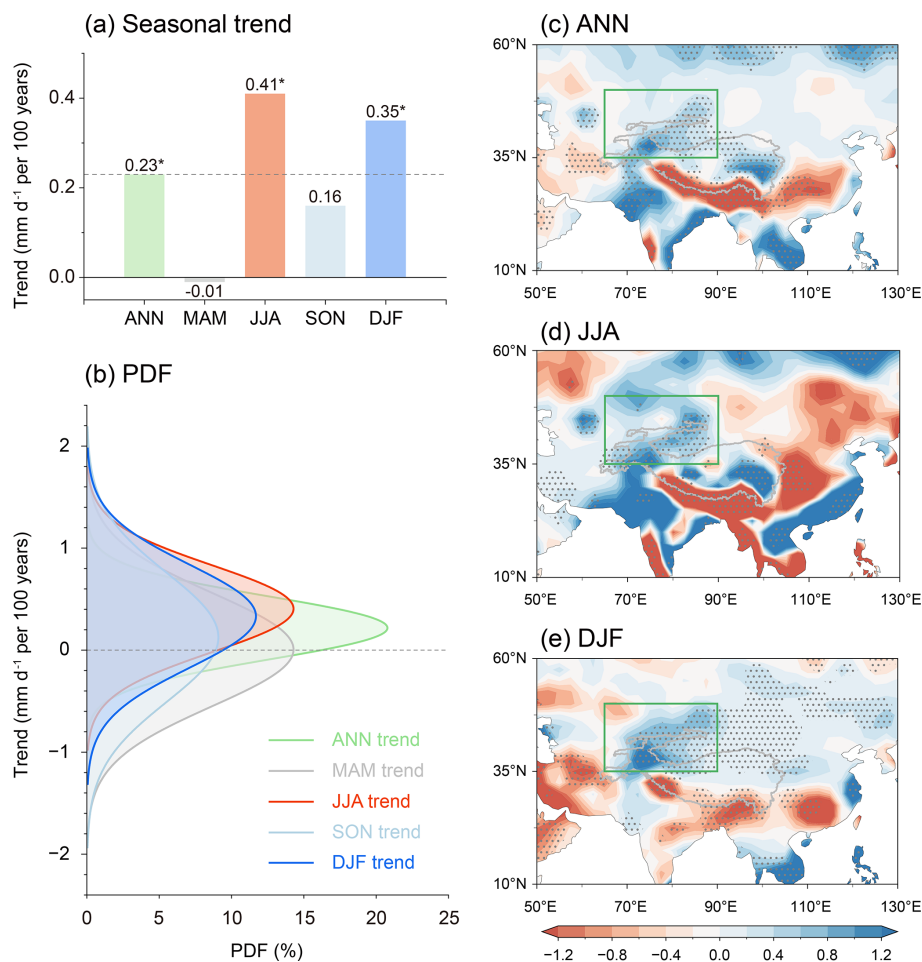 (a) Seasonal trend
Trend (mm d⁻¹ per 100 years)
0.4
0.2
0.0
0.23*
-0.01
0.41*
0.16
0.35*
ANN MAM JJA SON DJF
(b) PDF
Trend (mm d⁻¹ per 100 years)
2
1
0
−1
−2
ANN trend
MAM trend
JJA trend
SON trend
DJF trend
0 5 10 15 20 25
PDF (%)
(c) ANN
60°N
35°N
10°N
50°E 70°E 90°E 110°E 130°E
(d) JJA
60°N
35°N
10°N
50°E 70°E 90°E 110°E 130°E
(e) DJF
60°N
35°N
10°N
50°E 70°E 90°E 110°E 130°E
−1.2 −0.8 −0.4 0.0 0.4 0.8 1.2